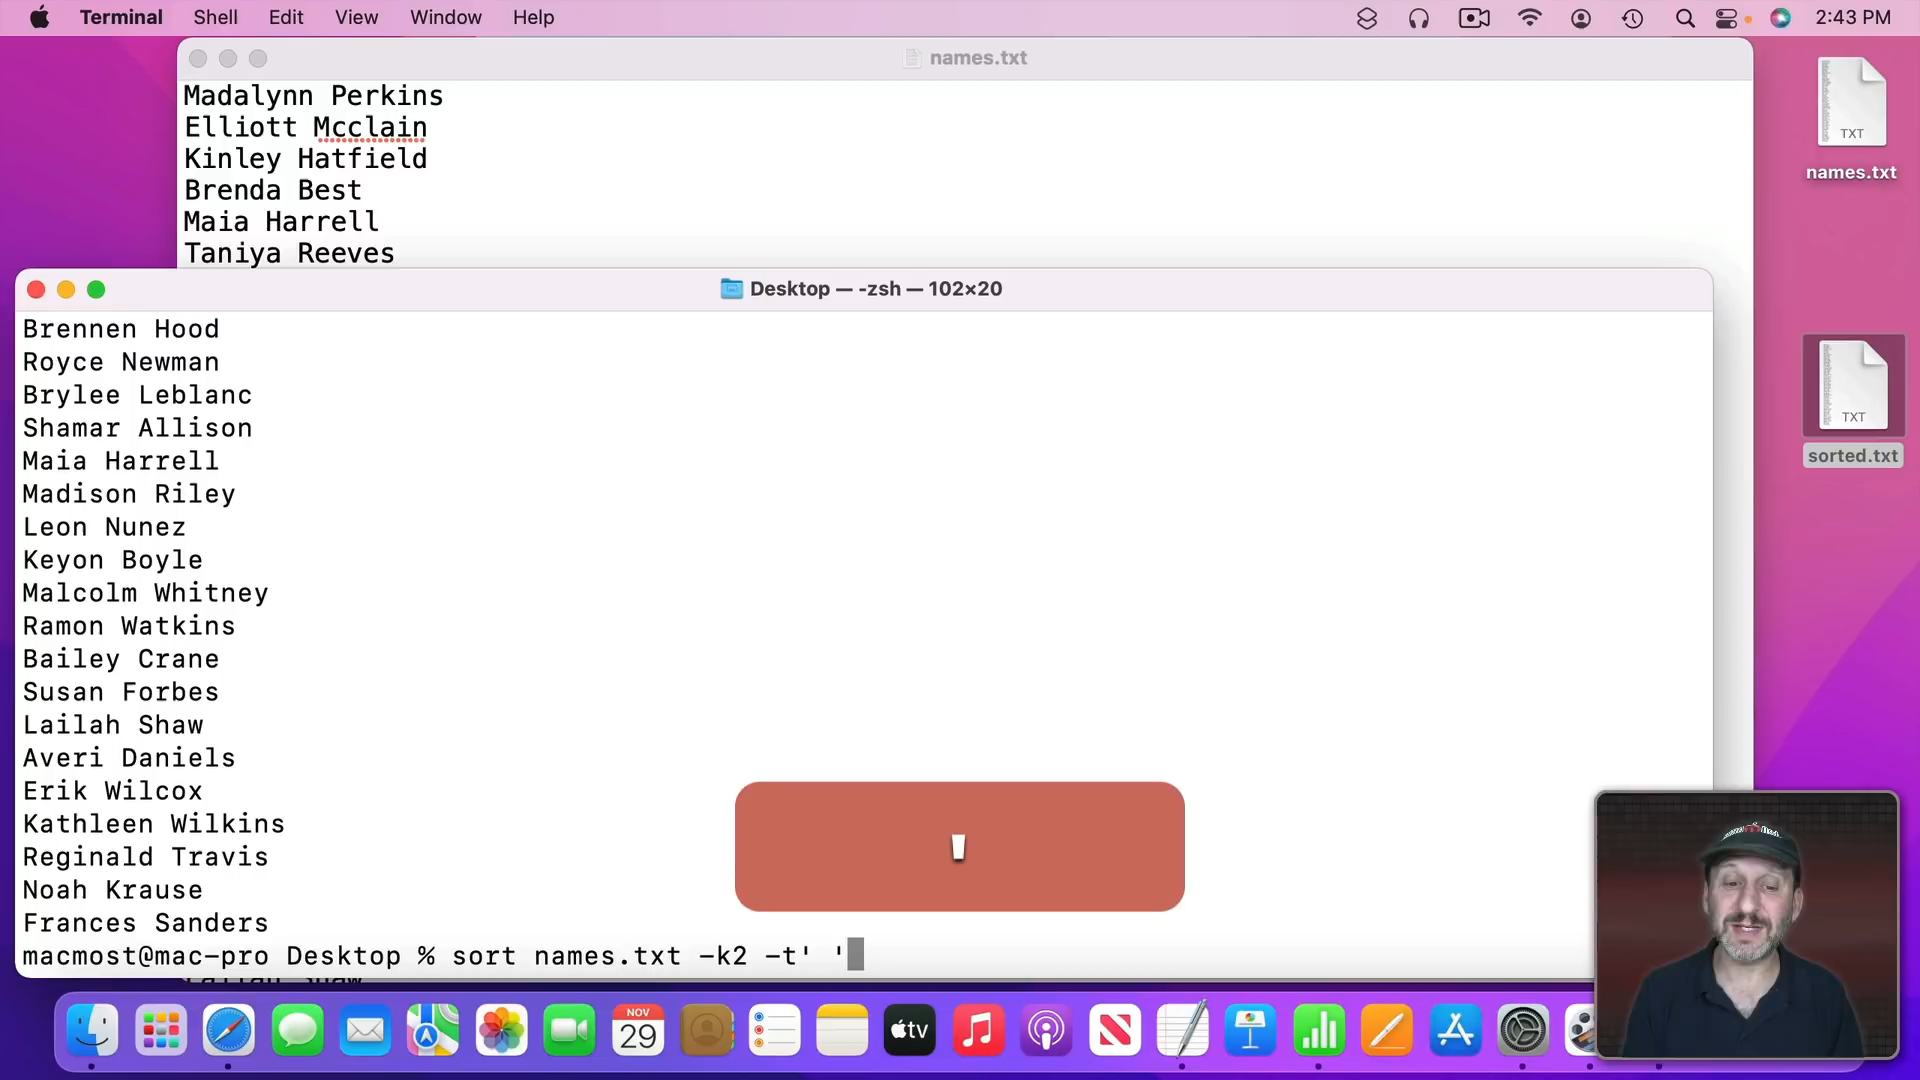 Terminal Shell Edit View Window Help 2:43 PM
names.txt
Madalynn Perkins
Elliott Mcclain
Kinley Hatfield
Brenda Best
Maia Harrell
Taniya Reeves
TXT
names.txt
TXT
sorted.txt
Desktop — -zsh — 102×20
Brennen Hood
Royce Newman
Brylee Leblanc
Shamar Allison
Maia Harrell
Madison Riley
Leon Nunez
Keyon Boyle
Malcolm Whitney
Ramon Watkins
Bailey Crane
Susan Forbes
Lailah Shaw
Averi Daniels
Erik Wilcox
Kathleen Wilkins
Reginald Travis
Noah Krause
Frances Sanders
macmost@mac-pro Desktop % sort names.txt -k2 -t' '
'
NOV
29
tv